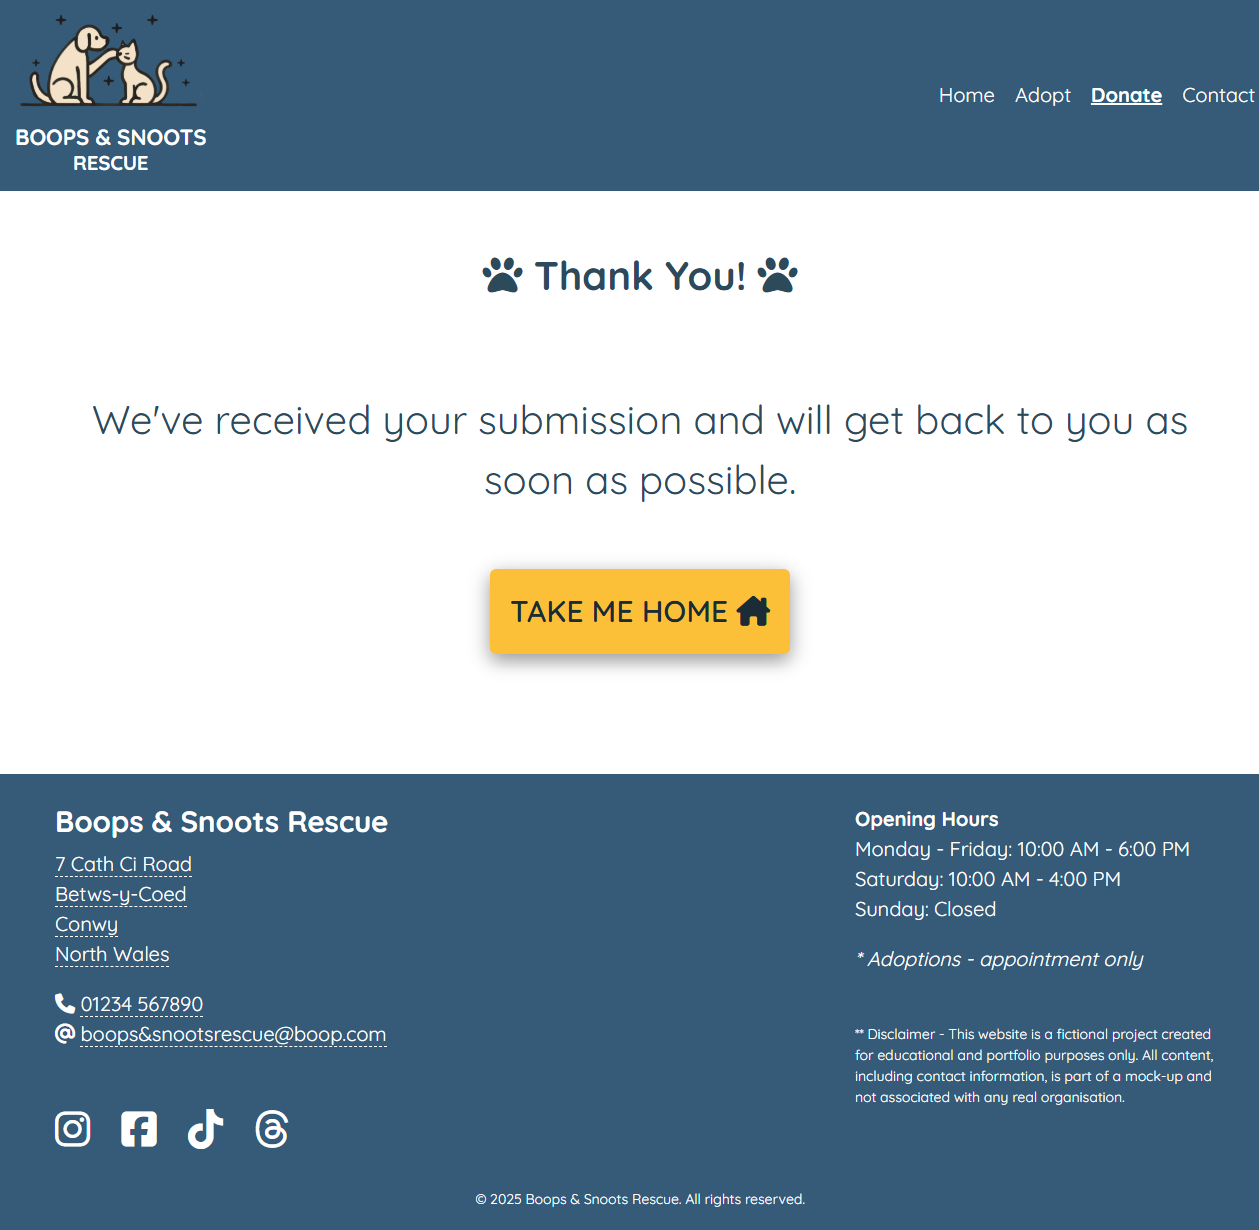 BOOPS & SNOOTS
RESCUE
Home Adopt Donate Contact
Thank You!
We've received your submission and will get back to you as
soon as possible.
TAKE ME HOME
Boops & Snoots Rescue
7 Cath Ci Road
Betws-y-Coed
Conwy
North Wales
01234 567890
boops&snootsrescue@boop.com
Opening Hours
Monday - Friday: 10:00 AM - 6:00 PM
Saturday: 10:00 AM - 4:00 PM
Sunday: Closed
* Adoptions - appointment only
** Disclaimer - This website is a fictional project created
for educational and portfolio purposes only. All content,
including contact information, is part of a mock-up and
not associated with any real organisation.
© 2025 Boops & Snoots Rescue. All rights reserved.